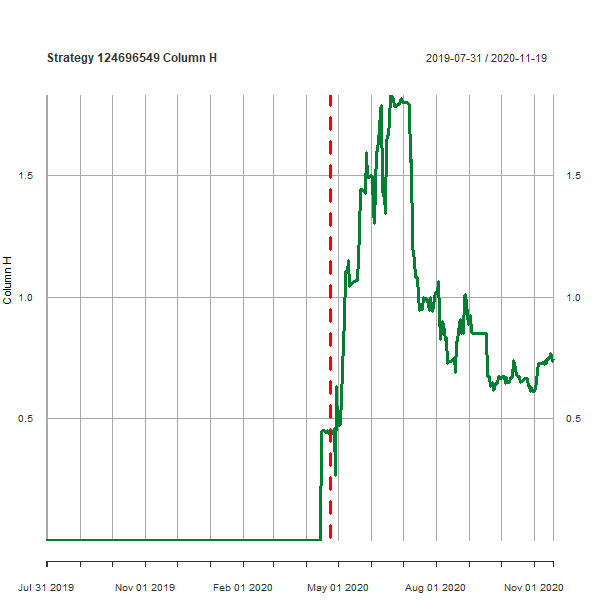 Strategy 124696549 Column H
2019-07-31 / 2020-11-19
Column H
1.5
1.5
1.0
1.0
0.5
0.5
Jul 31 2019
Nov 01 2019
Feb 01 2020
May 01 2020
Aug 01 2020
Nov 01 2020